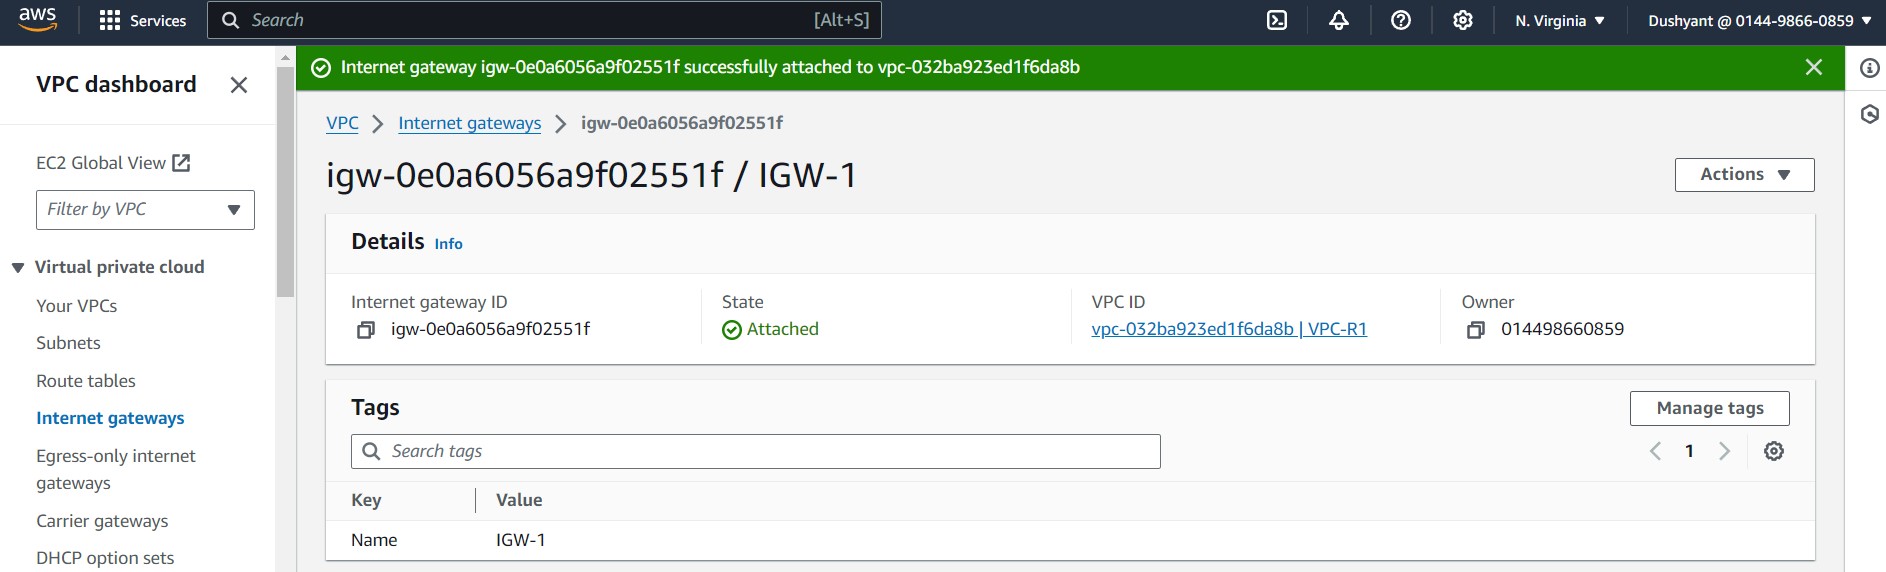 aws Services Search [Alt+S] N. Virginia Dushyant @ 0144-9866-0859
VPC dashboard
EC2 Global View
Filter by VPC
Virtual private cloud
Your VPCs
Subnets
Route tables
Internet gateways
Egress-only internet
gateways
Carrier gateways
DHCP option sets
Internet gateway igw-0e0a6056a9f02551f successfully attached to vpc-032ba923ed1f6da8b
VPC Internet gateways igw-0e0a6056a9f02551f
igw-0e0a6056a9f02551f / IGW-1
Actions
Details Info
Internet gateway ID
igw-0e0a6056a9f02551f
State
Attached
VPC ID
vpc-032ba923ed1f6da8b | VPC-R1
Owner
014498660859
Tags
Manage tags
Search tags
1
Key Value
Name IGW-1